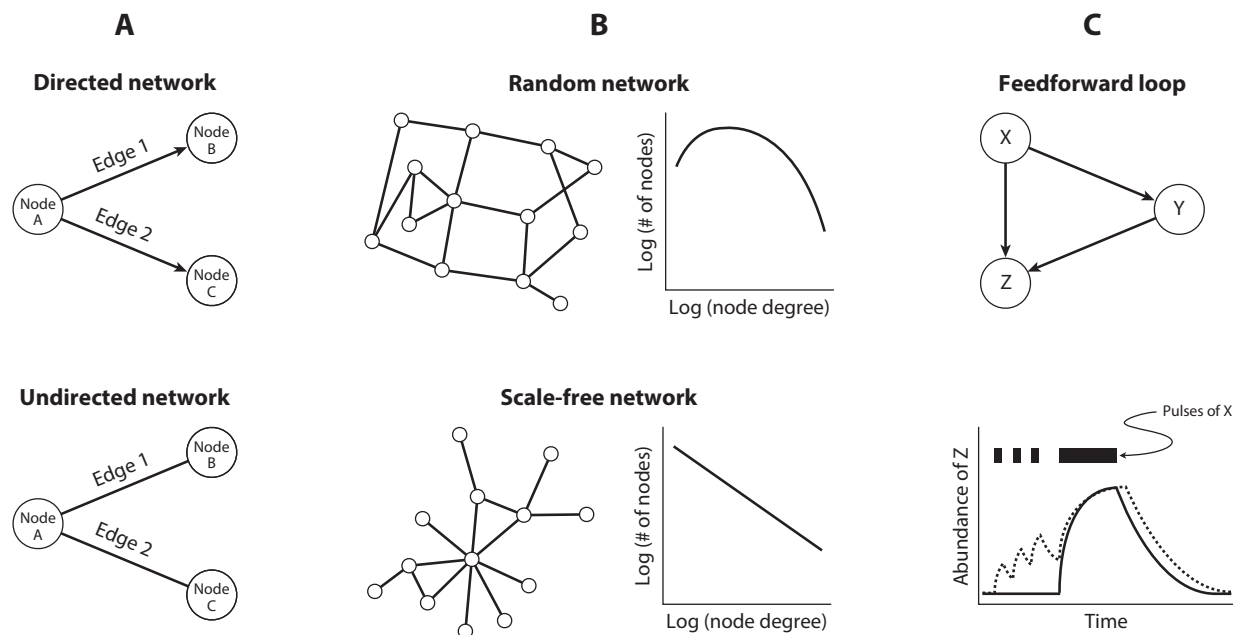 A
Directed network
Node
A
Edge 1
Edge 2
Node
B
Node
C
Undirected network
Node
A
Edge 1
Edge 2
Node
B
Node
C
B
Random network
Log (# of nodes)
Log (node degree)
Scale-free network
Log (# of nodes)
Log (node degree)
C
Feedforward loop
X
Y
Z
Pulses of X
Abundance of Z
Time